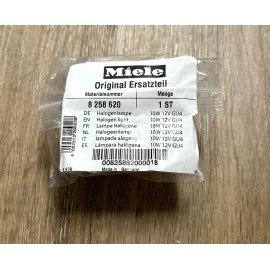 Miele
Original Ersatzteil
Materialnummer Menge
8 258 620 1 ST
DE Halogenlampe 10W 12V GU4
EN Halogen light 10W 12V GU4
FR Lampe Halogène 10W 12V GU4
NL Halogeenlamp 10W 12V GU4
IT lampada alogena 10W 12V GU4
ES Lámpara halógena 10W 12V GU4
00825862000018
1978 Made in Germany